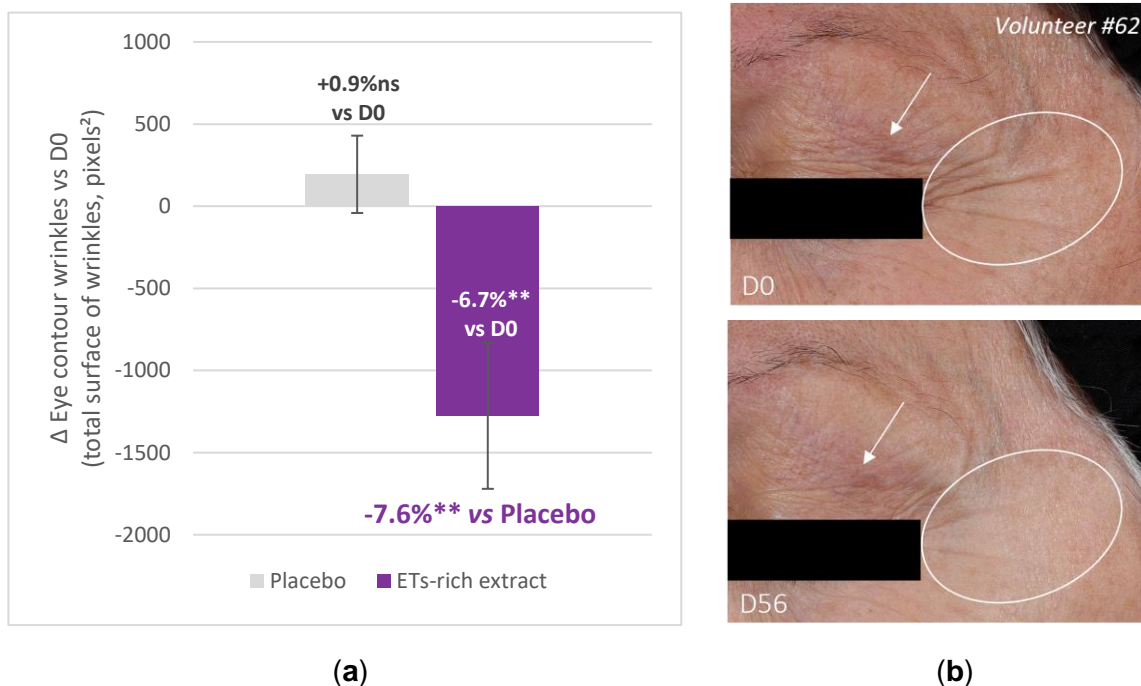 1000
500
0
-500
-1000
-1500
-2000
Δ Eye contour wrinkles vs D0
(total surface of wrinkles, pixels²)
+0.9%ns
vs D0
-6.7%**
vs D0
-7.6%** vs Placebo
Placebo
ETs-rich extract
(a)
Volunteer #62
D0
D56
(b)